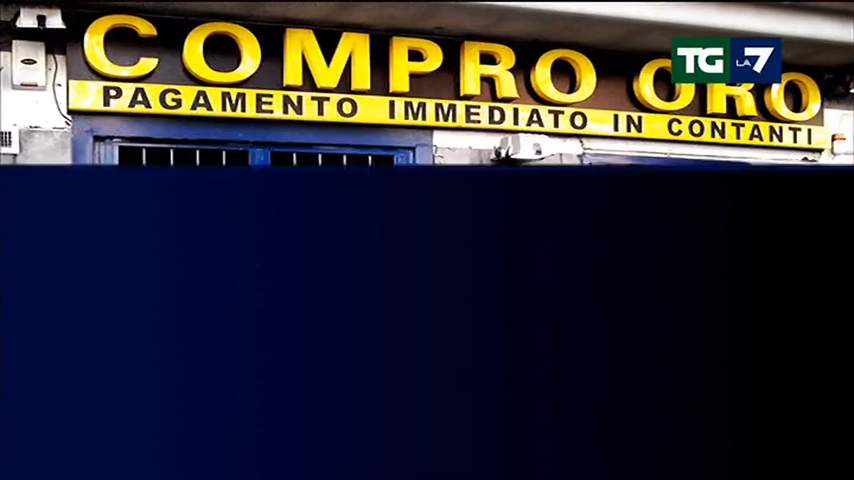 COMPRO ORO
PAGAMENTO IMMEDIATO IN CONTANTI
TG LA7